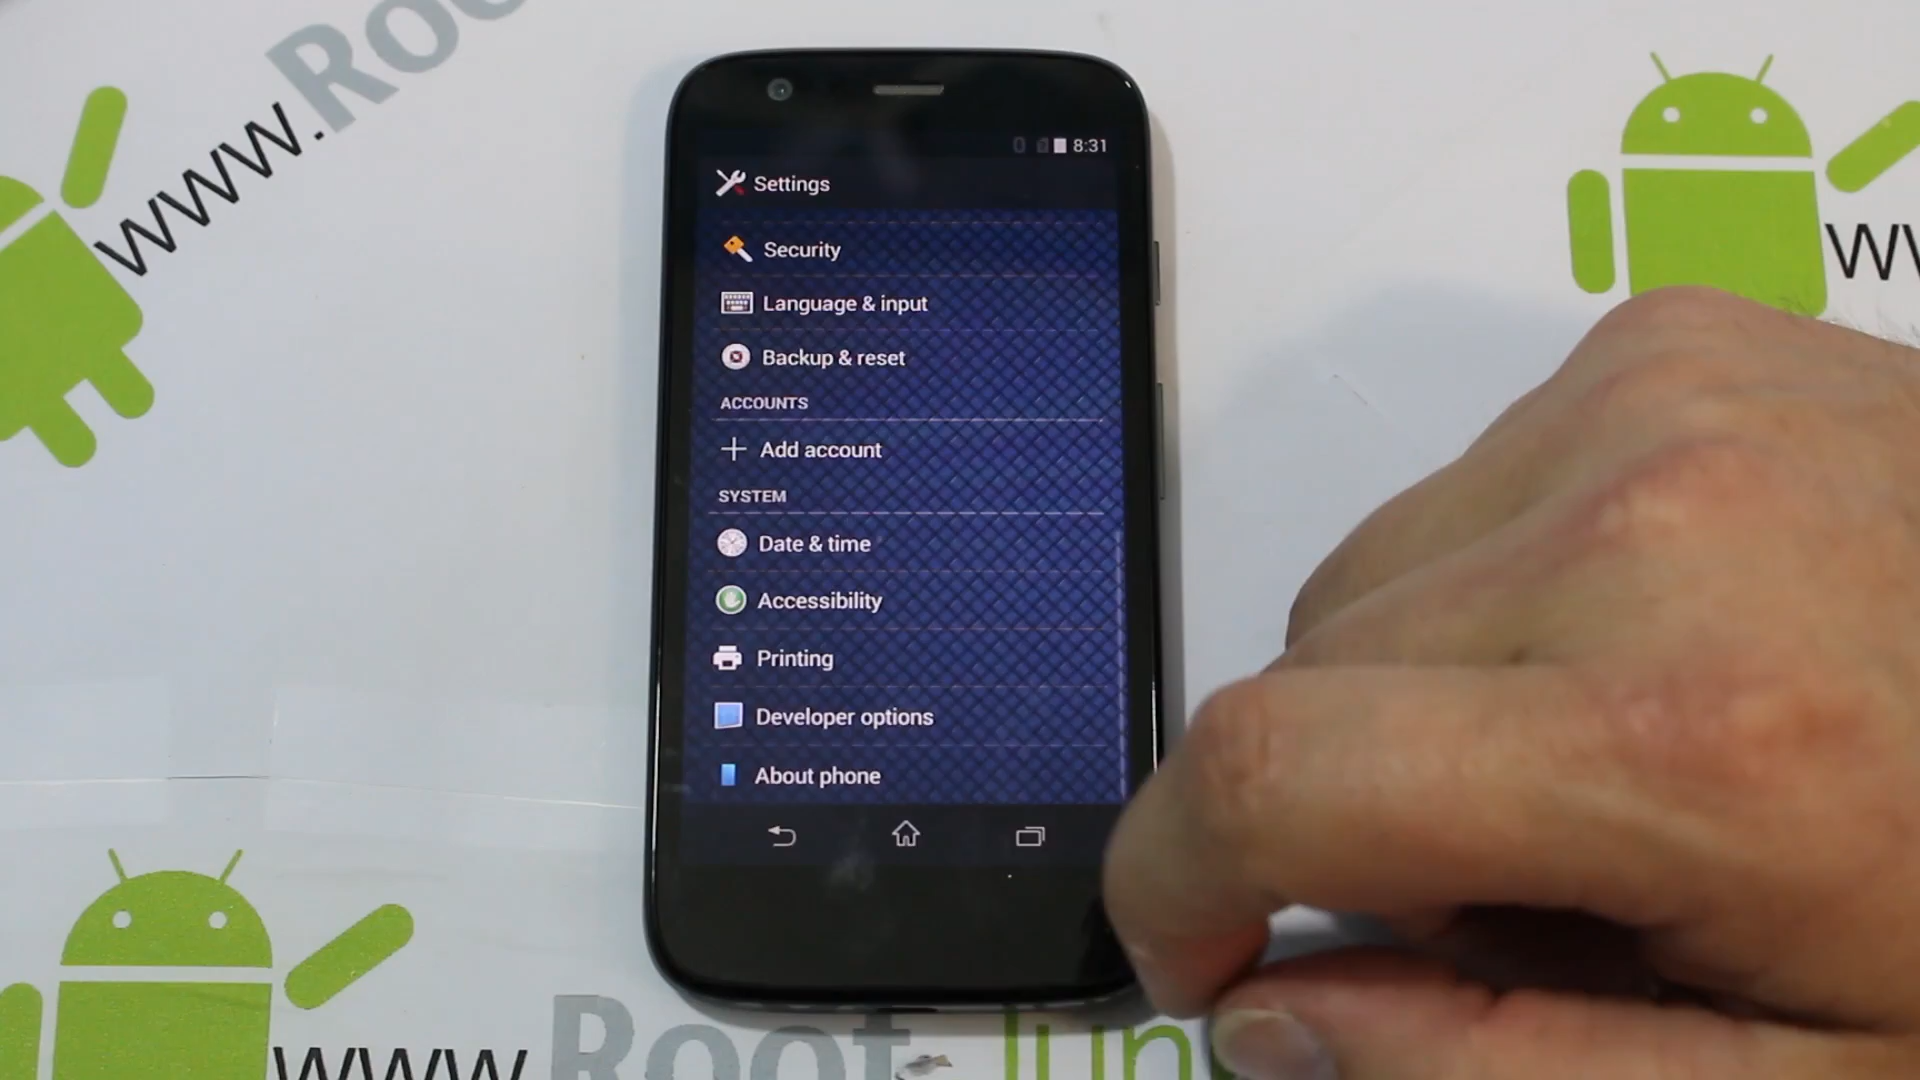 www.Roo
8:31
Settings
Security
Language & input
Backup & reset
ACCOUNTS
Add account
SYSTEM
Date & time
Accessibility
Printing
Developer options
About phone
www Root Jun